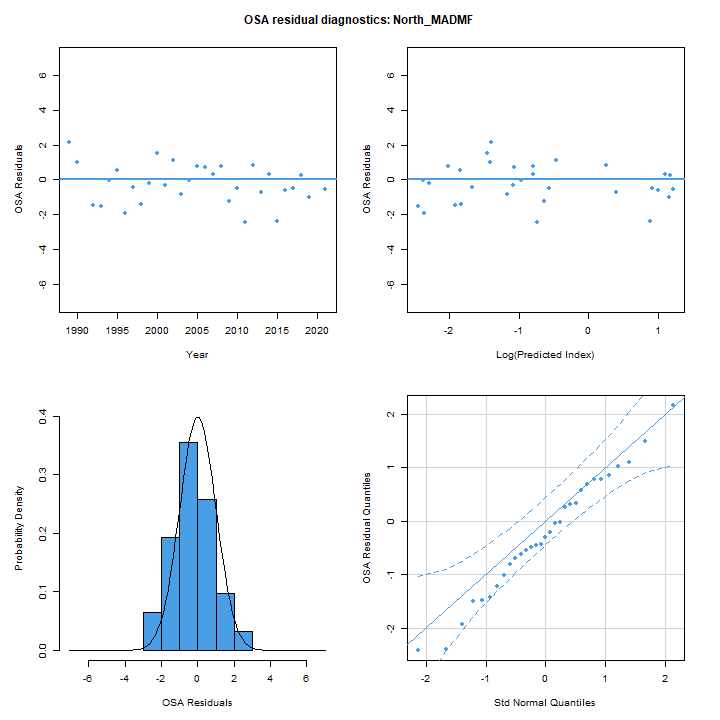 OSA residual diagnostics: North_MADMF
OSA Residuals
6
4
2
0
-2
-4
-6
1990 1995 2000 2005 2010 2015 2020
Year
OSA Residuals
6
4
2
0
-2
-4
-6
-2 -1 0 1
Log(Predicted Index)
Probability Density
0.4
0.3
0.2
0.1
0.0
-6 -4 -2 0 2 4 6
OSA Residuals
OSA Residual Quantiles
2
1
0
-1
-2
-2 -1 0 1 2
Std Normal Quantiles